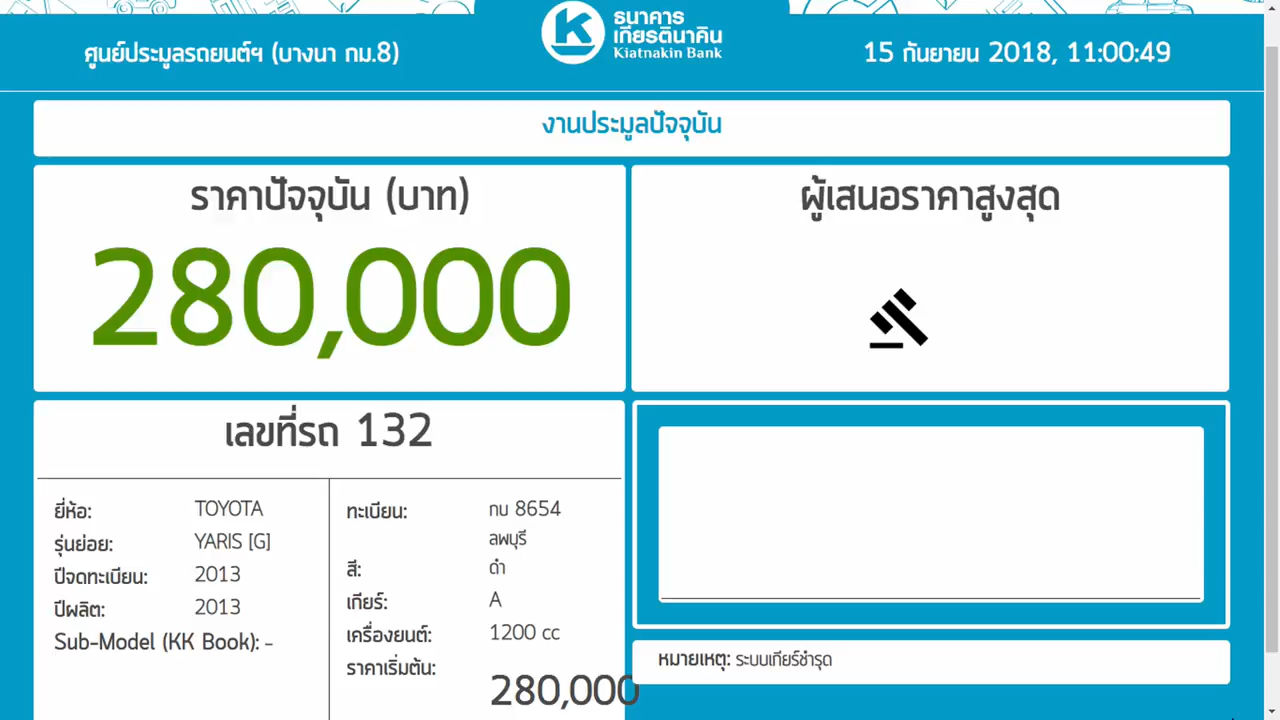 ธนาคาร
เกียรตินาคิน
Kiatnakin Bank
ศูนย์ประมูลรถยนต์ฯ (บางนา กม.8)
15 กันยายน 2018, 11:00:49
งานประมูลปัจจุบัน
ราคาปัจจุบัน (บาท)
280,000
ผู้เสนอราคาสูงสุด
เลขที่รถ 132
ยี่ห้อ: TOYOTA
รุ่นย่อย: YARIS [G]
ปีจดทะเบียน: 2013
ปีผลิต: 2013
Sub-Model (KK Book): -
ทะเบียน: กน 8654
ลพบุรี
สี: ดำ
เกียร์: A
เครื่องยนต์: 1200 cc
ราคาเริ่มต้น: 280,000
หมายเหตุ: ระบบเกียร์ชำรุด